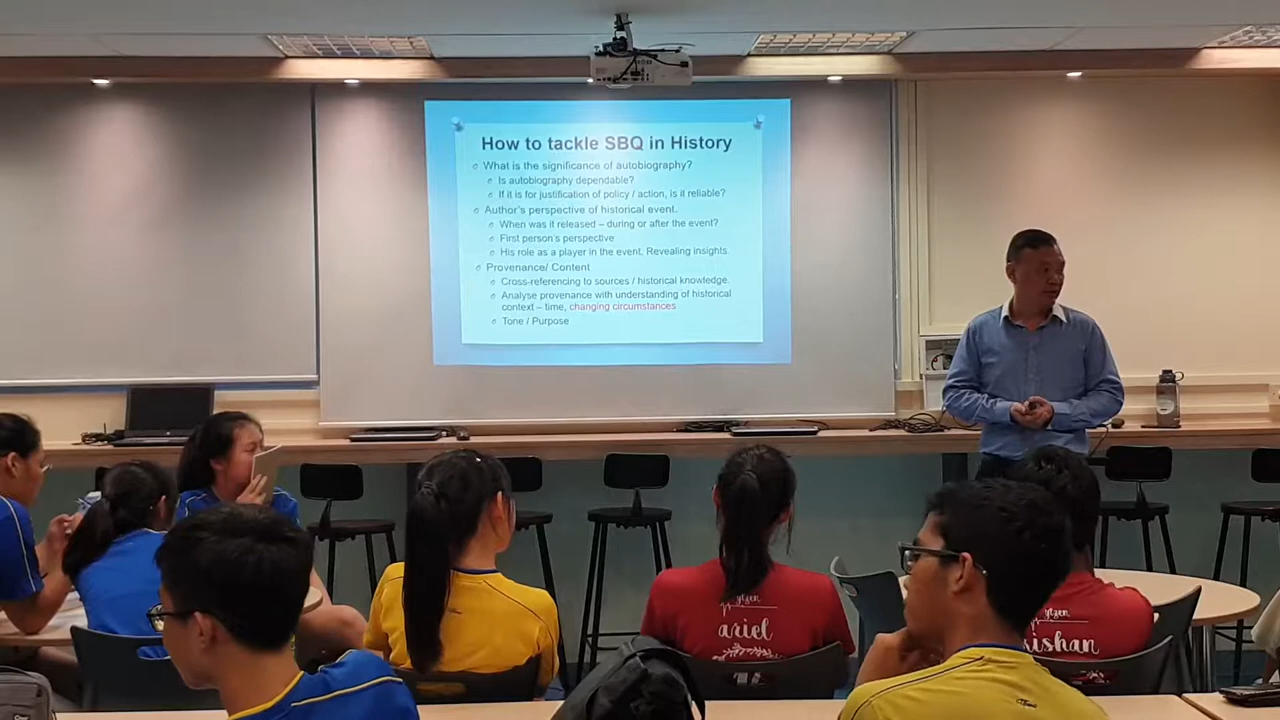 How to tackle SBQ in History
What is the significance of autobiography?
Is autobiography dependable?
If it is for justification of policy / action, is it reliable?
Author's perspective of historical event.
When was it released – during or after the event?
First person's perspective
His role as a player in the event. Revealing insights.
Provenance/ Content
Cross-referencing to sources / historical knowledge.
Analyse provenance with understanding of historical
context – time, changing circumstances
Tone / Purpose
ytzen
ariel
ytzen
ishan